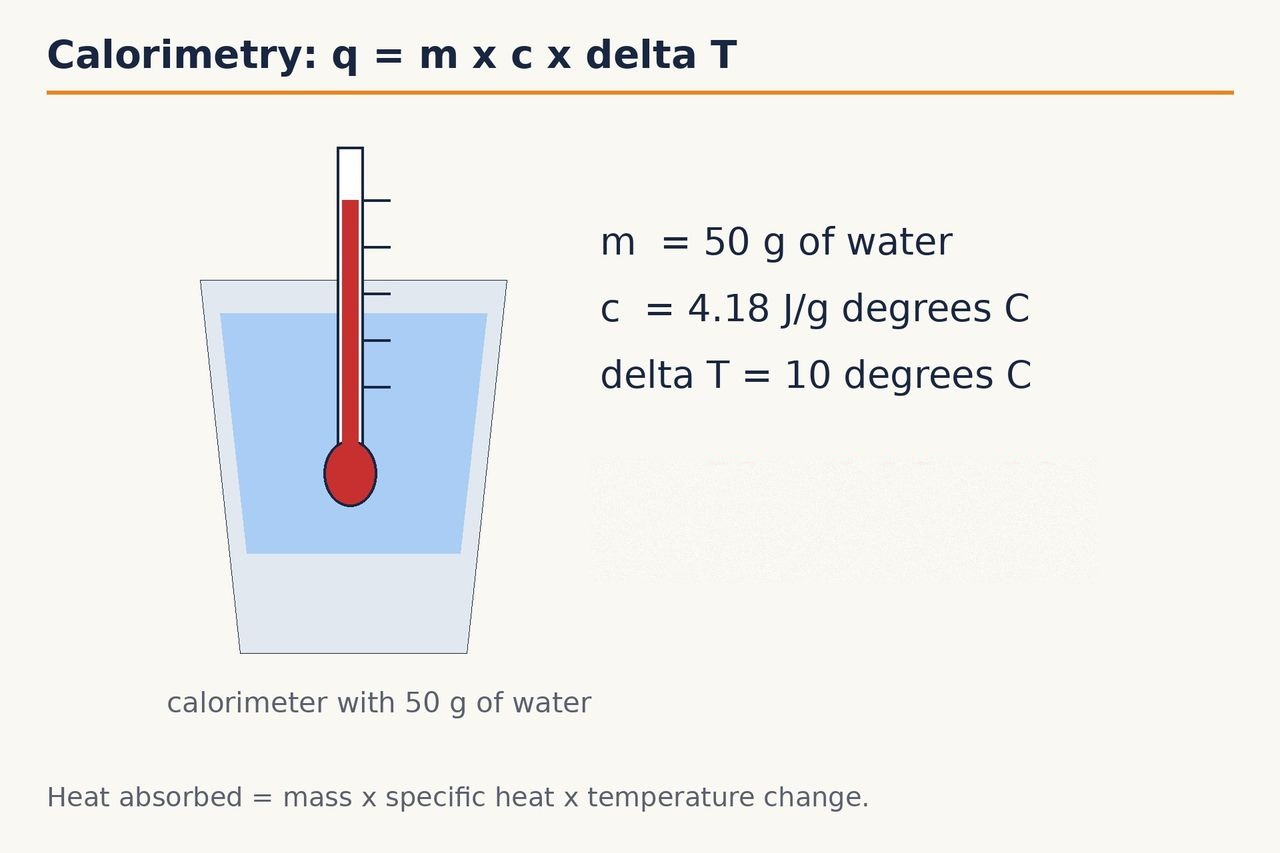 Calorimetry: q = m x c x delta T
m = 50 g of water
c = 4.18 J/g degrees C
delta T = 10 degrees C
calorimeter with 50 g of water
Heat absorbed = mass x specific heat x temperature change.